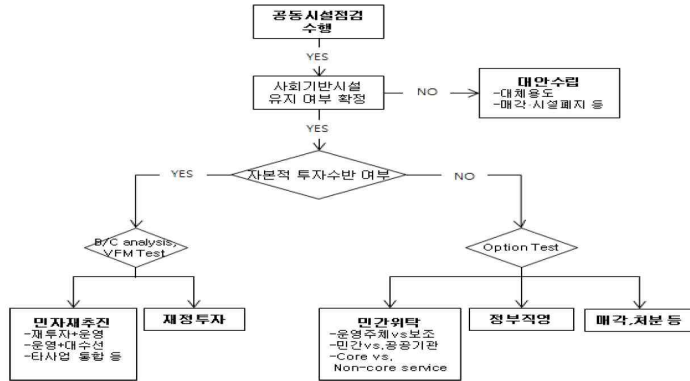 공동시설점검
수행
YES
사회기반시설
유지 여부 확정
NO
대안수립
-대체용도
-매각·시설폐지 등
YES
자본적 투자수반 여부
YES
NO
B/C analysis,
VFM Test
Option Test
민자재추진
-재투자+운영
-운영+대수선
-타사업 통합 등
재정투자
민간위탁
-운영주체vs보조
-민간vs,공공기관
-Core vs,
Non-core service
정부직영
매각,처분 등